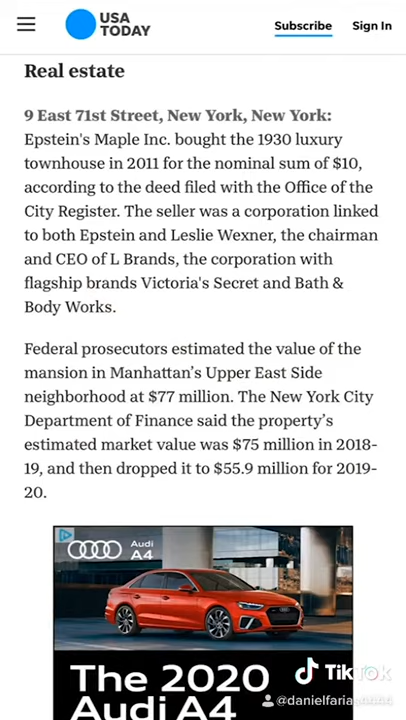 USA
TODAY
Subscribe
Sign In
Real estate
9 East 71st Street, New York, New York:
Epstein's Maple Inc. bought the 1930 luxury
townhouse in 2011 for the nominal sum of $10,
according to the deed filed with the Office of the
City Register. The seller was a corporation linked
to both Epstein and Leslie Wexner, the chairman
and CEO of L Brands, the corporation with
flagship brands Victoria's Secret and Bath &
Body Works.
Federal prosecutors estimated the value of the
mansion in Manhattan's Upper East Side
neighborhood at $77 million. The New York City
Department of Finance said the property's
estimated market value was $75 million in 2018-
19, and then dropped it to $55.9 million for 2019-
20.
Audi
A4
The 2020
Audi A4
TikTok